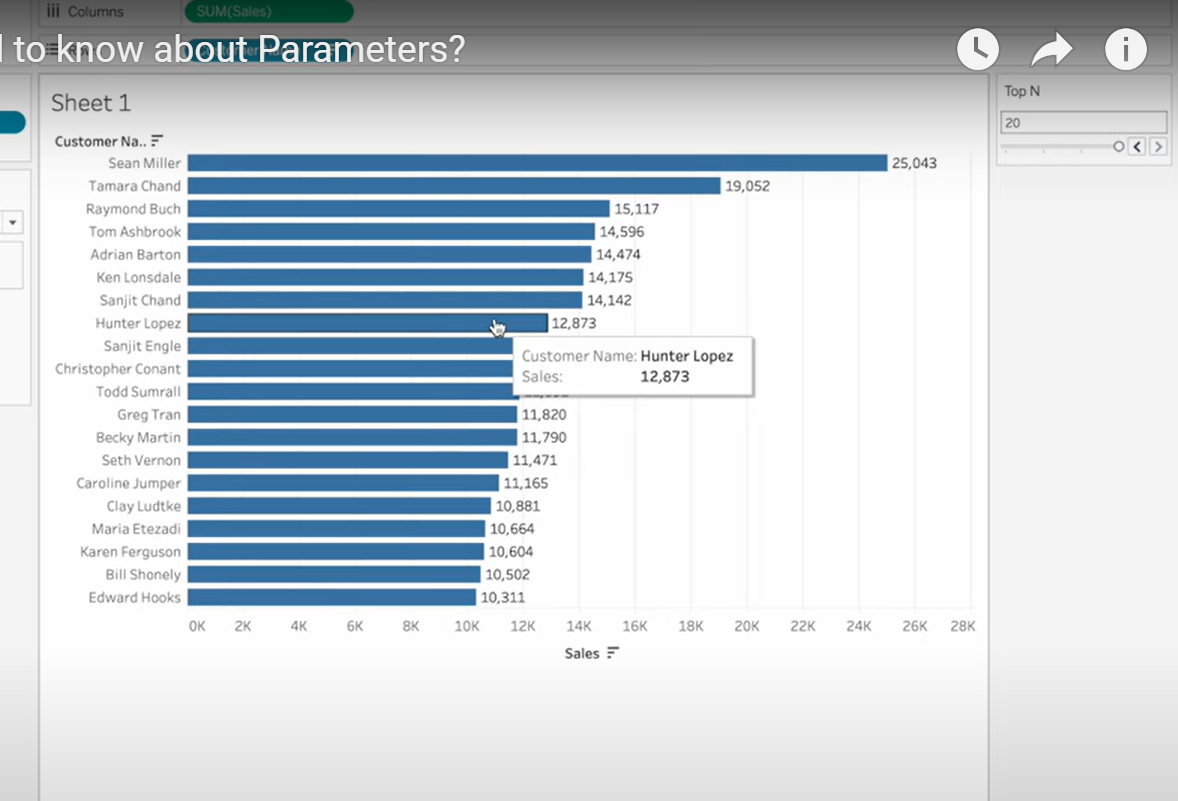 Columns
SUM(Sales)
to know about Parameters?
Sheet 1
Top N
20
Customer Na..
Sean Miller 25,043
Tamara Chand 19,052
Raymond Buch 15,117
Tom Ashbrook 14,596
Adrian Barton 14,474
Ken Lonsdale 14,175
Sanjit Chand 14,142
Hunter Lopez 12,873
Sanjit Engle
Customer Name: Hunter Lopez
Christopher Conant
Sales: 12,873
Todd Sumrall
Greg Tran 11,820
Becky Martin 11,790
Seth Vernon 11,471
Caroline Jumper 11,165
Clay Ludtke 10,881
Maria Etezadi 10,664
Karen Ferguson 10,604
Bill Shonely 10,502
Edward Hooks 10,311
0K 2K 4K 6K 8K 10K 12K 14K 16K 18K 20K 22K 24K 26K 28K
Sales